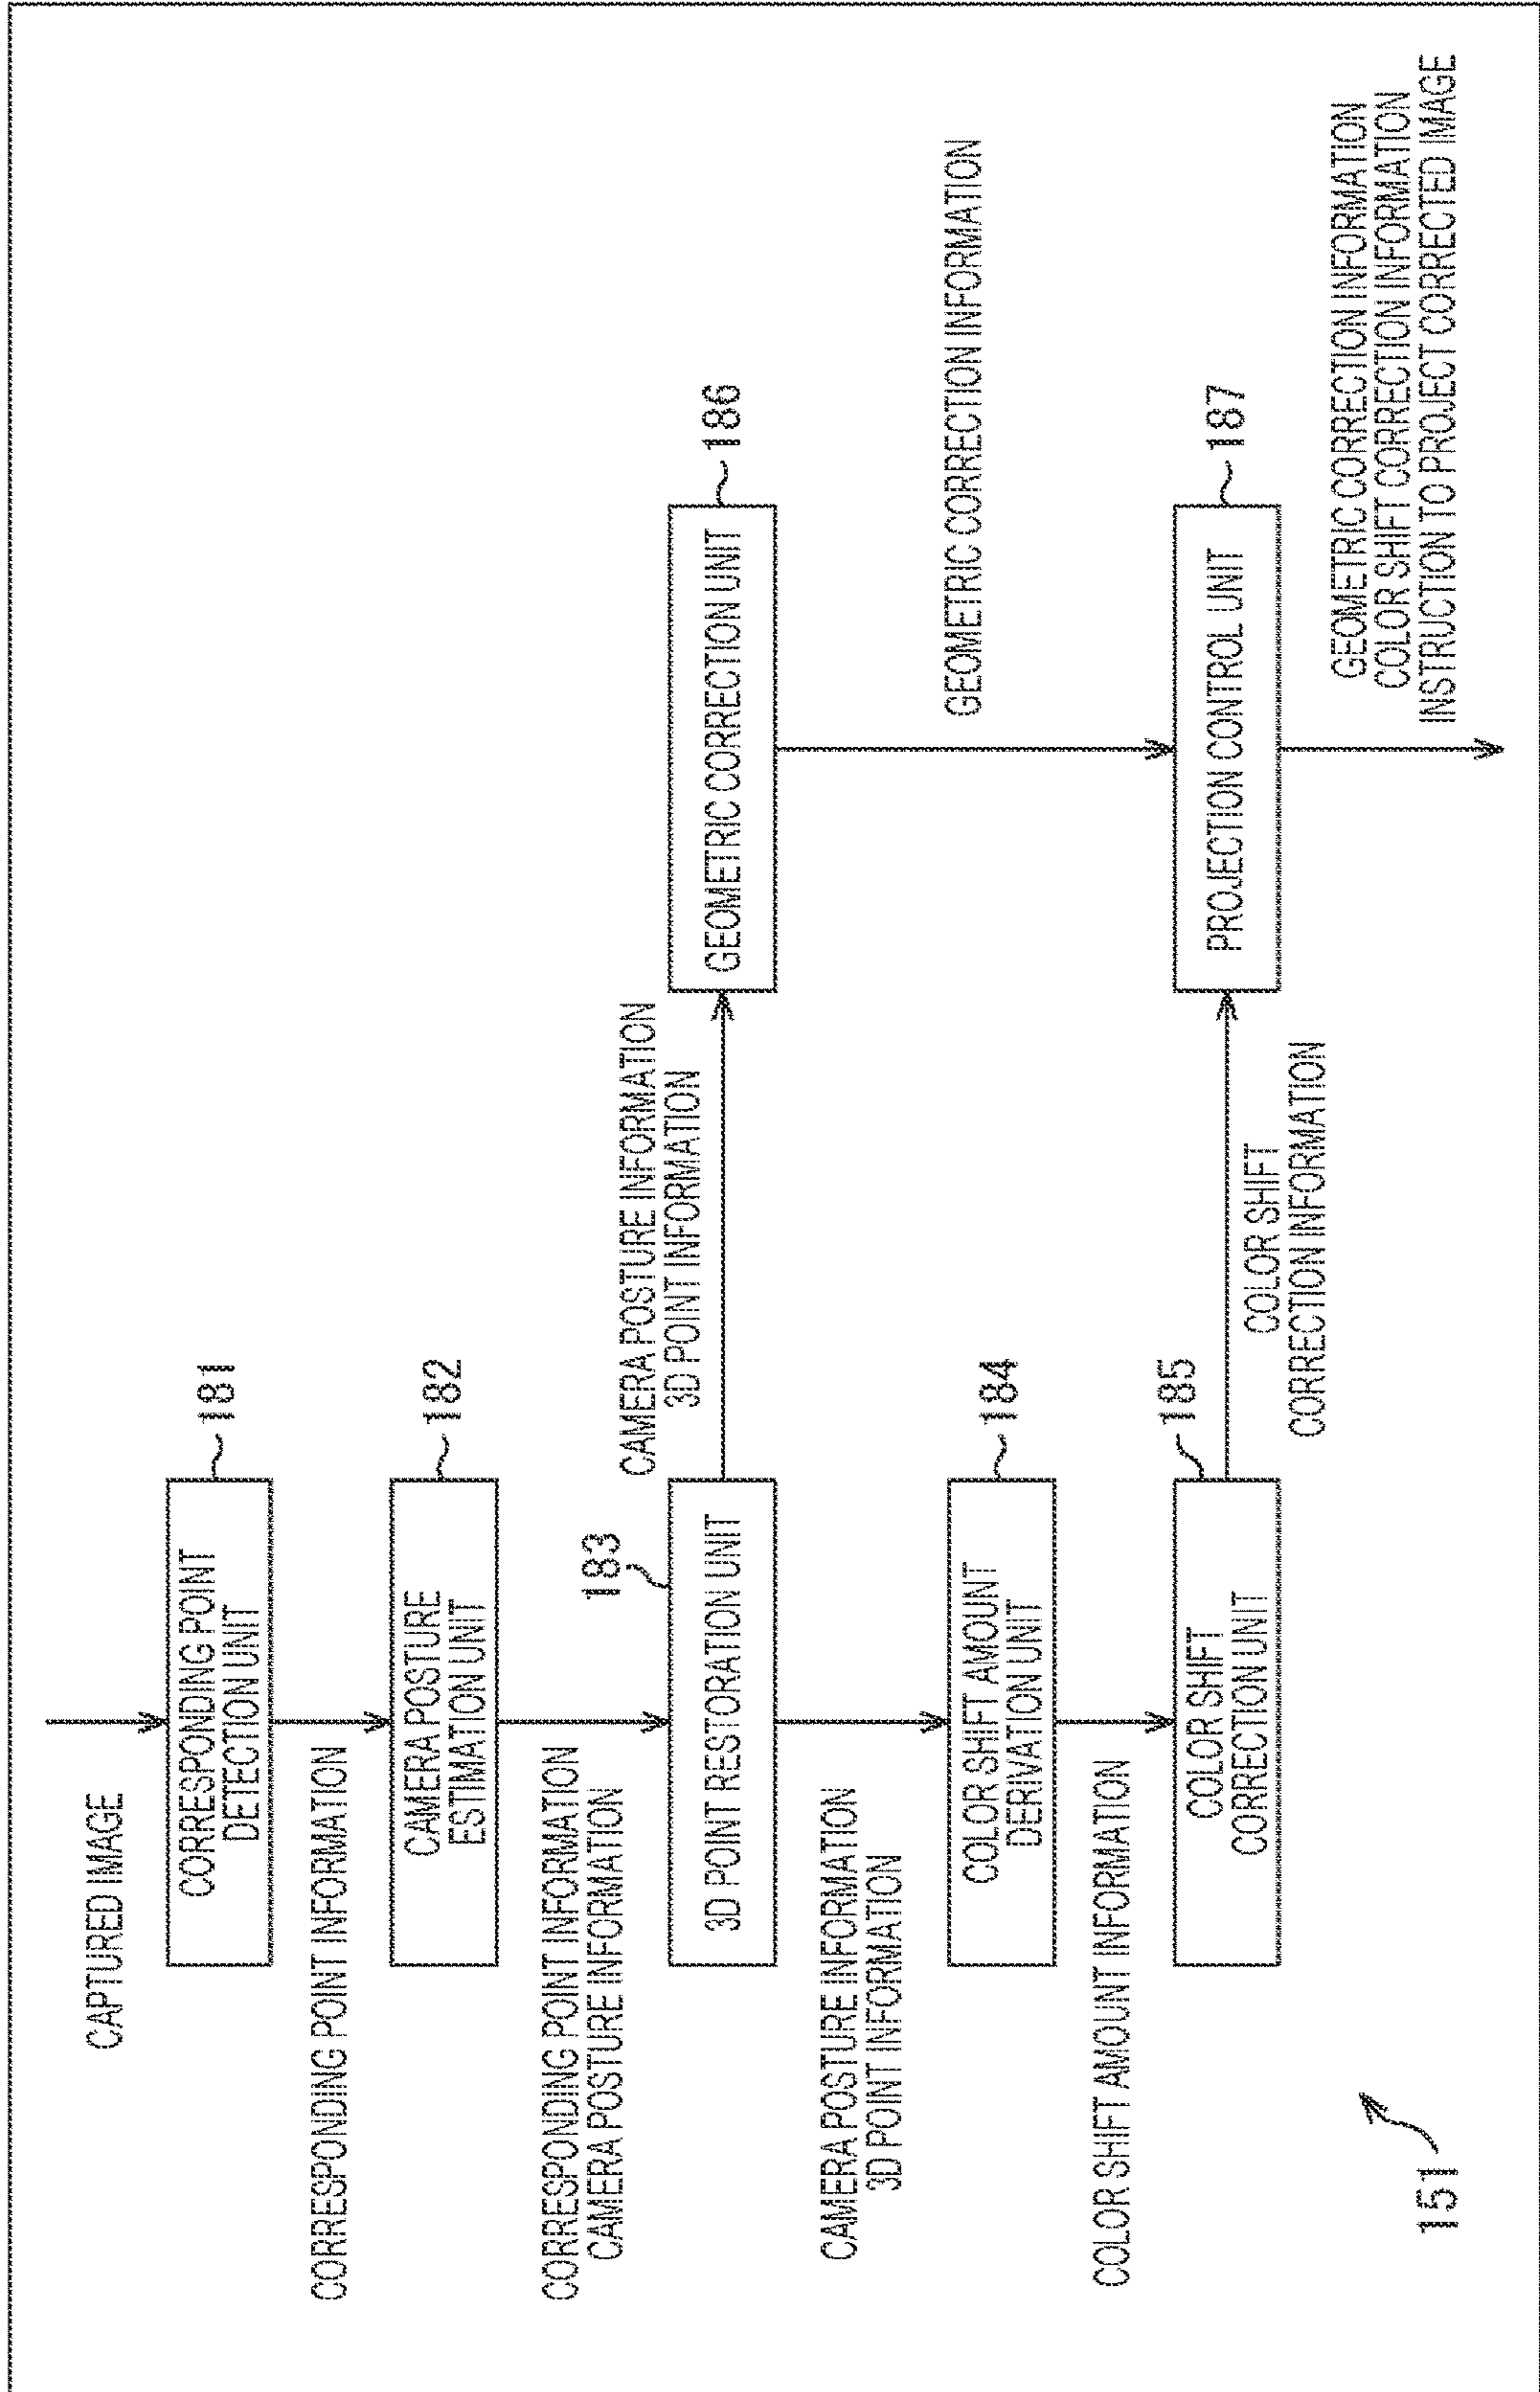 CAPTURED IMAGE
CORRESPONDING POINT
DETECTION UNIT
181
CORRESPONDING POINT INFORMATION
CAMERA POSTURE
ESTIMATION UNIT
182
CORRESPONDING POINT INFORMATION
CAMERA POSTURE INFORMATION
183
3D POINT RESTORATION UNIT
CAMERA POSTURE INFORMATION
3D POINT INFORMATION
GEOMETRIC CORRECTION UNIT
186
CAMERA POSTURE INFORMATION
3D POINT INFORMATION
COLOR SHIFT AMOUNT
DERIVATION UNIT
184
GEOMETRIC CORRECTION INFORMATION
COLOR SHIFT AMOUNT INFORMATION
185
COLOR SHIFT
CORRECTION UNIT
COLOR SHIFT
CORRECTION INFORMATION
PROJECTION CONTROL UNIT
187
GEOMETRIC CORRECTION INFORMATION
COLOR SHIFT CORRECTION INFORMATION
INSTRUCTION TO PROJECT CORRECTED IMAGE
151